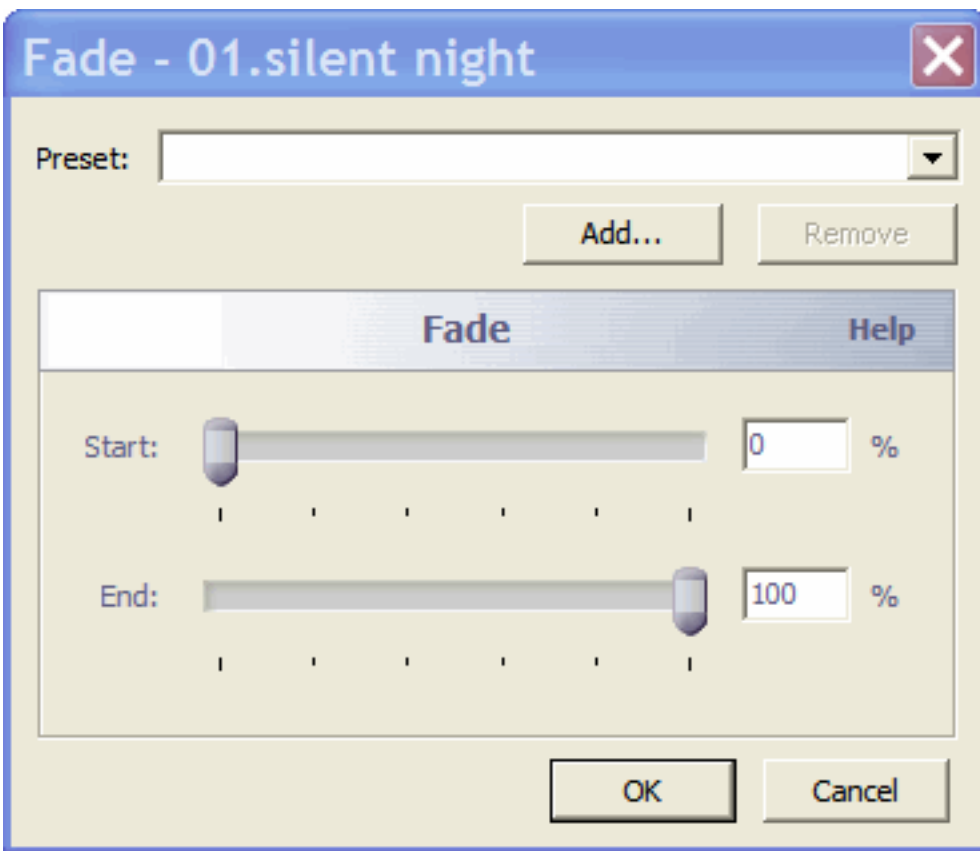 Fade - 01.silent night
Preset:
Add... Remove
Fade Help
Start: 0 %
End: 100 %
OK Cancel